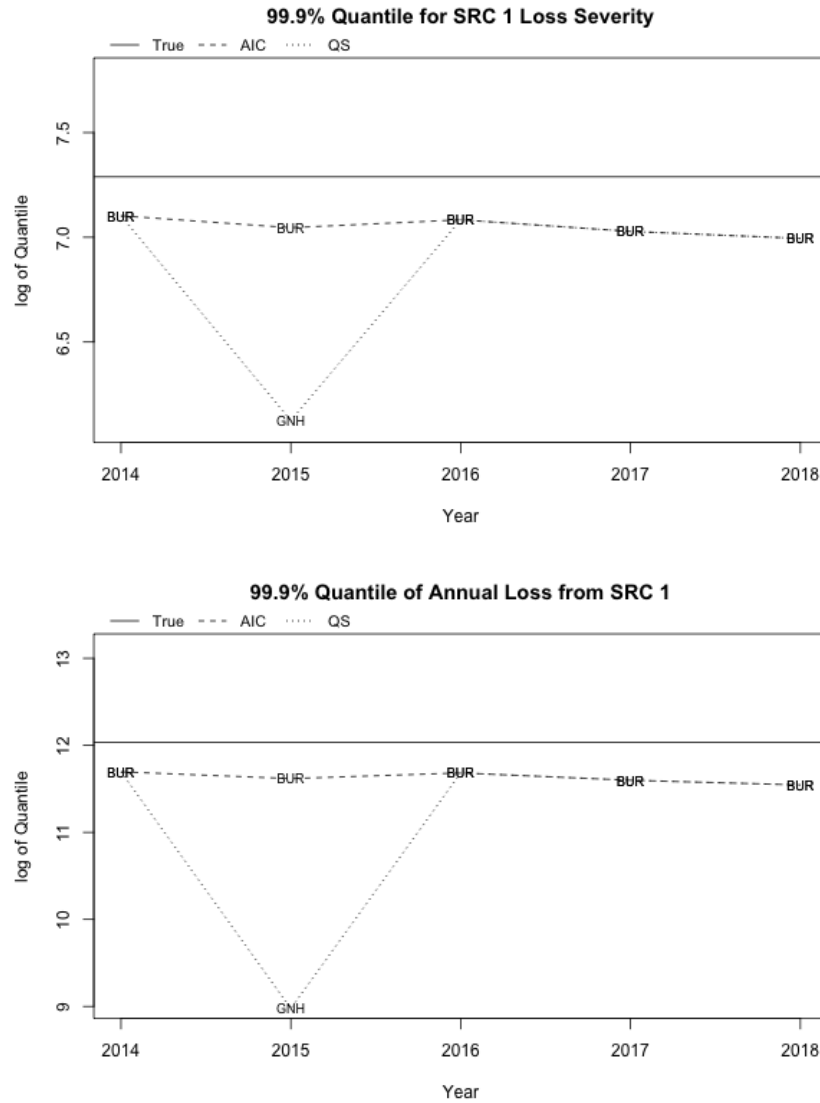 99.9% Quantile for SRC 1 Loss Severity
True AIC QS
7.5
7.0
6.5
log of Quantile
BUR BUR BUR BUR BUR
GNH
2014 2015 2016 2017 2018
Year
99.9% Quantile of Annual Loss from SRC 1
True AIC QS
13
12
11
10
9
log of Quantile
BUR BUR BUR BUR BUR
GNH
2014 2015 2016 2017 2018
Year